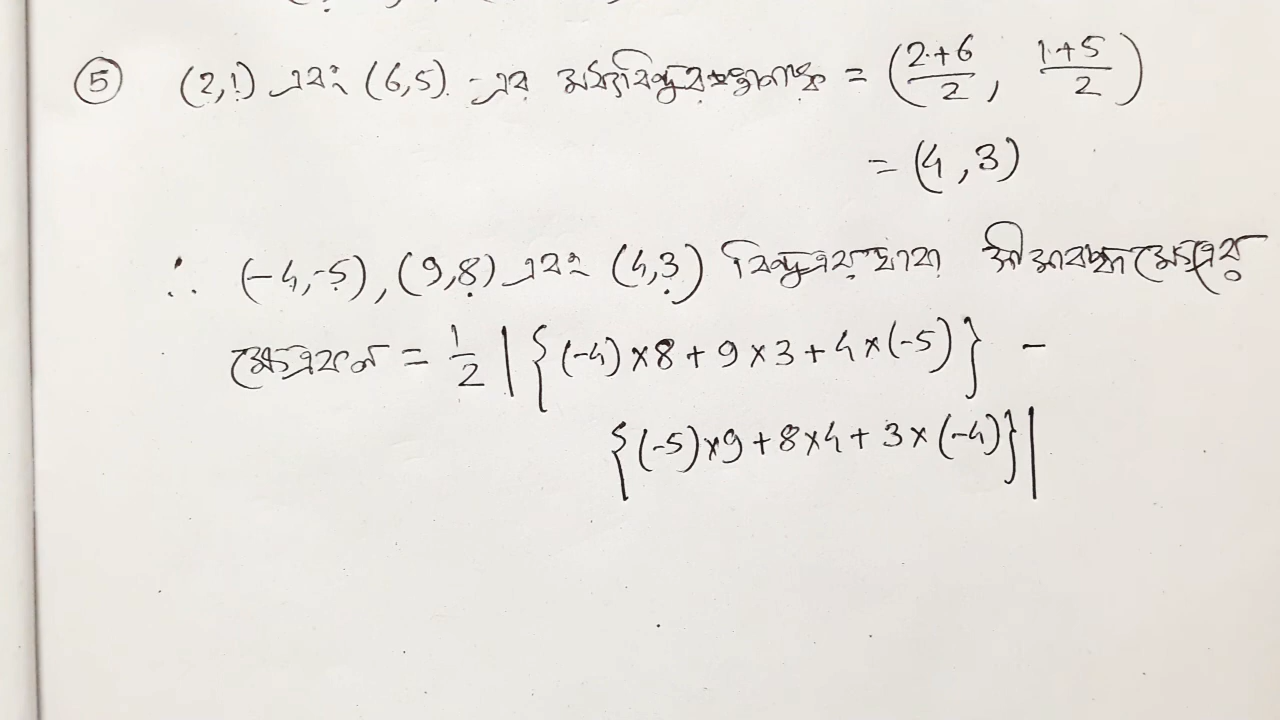 ⑤ (2,1) এবং (6,5) -এর মধ্যবিন্দুর স্থানাঙ্ক = (2+6/2, 1+5/2)
= (4,3)
∴ (-4,-5), (9,8) এবং (4,3) বিন্দুত্রয় দ্বারা সীমাবদ্ধ ক্ষেত্রের
ক্ষেত্রফল = 1/2 | {(-4)×8 + 9×3 + 4×(-5)} -
{(-5)×9 + 8×4 + 3×(-4)} |